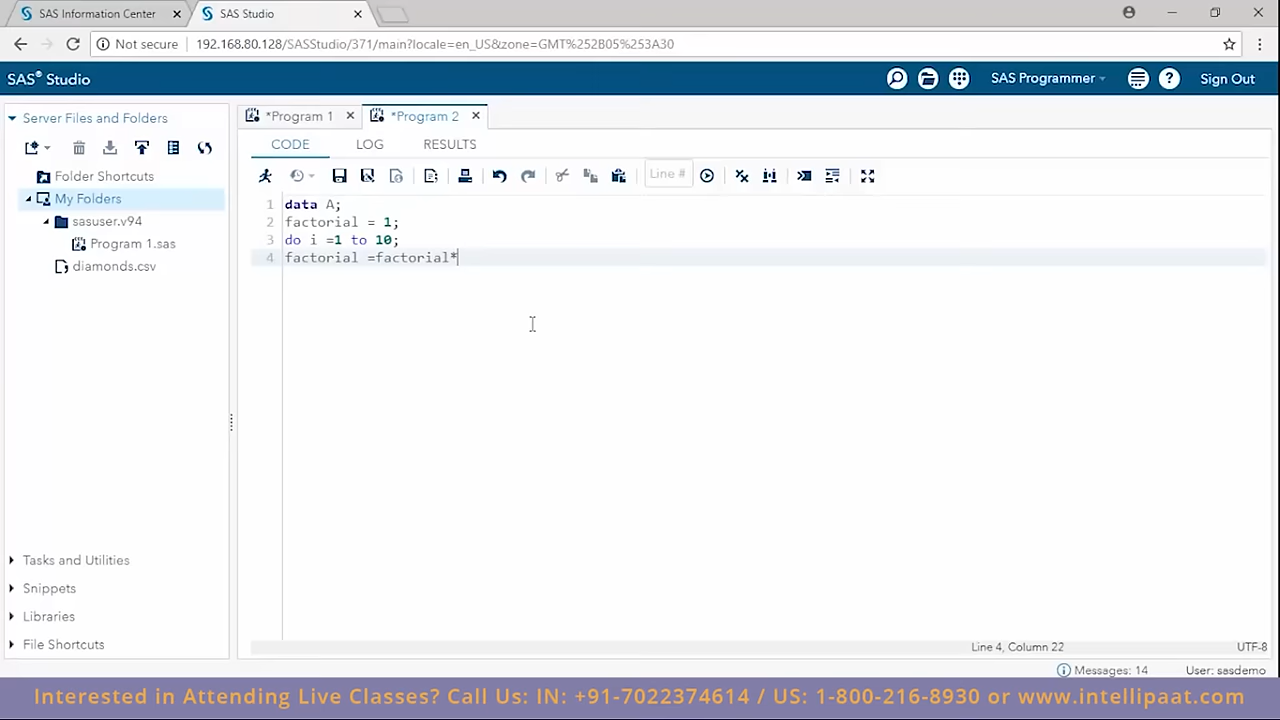 SAS Information Center
SAS Studio
Not secure
192.168.80.128/SASStudio/371/main?locale=en_US&zone=GMT%252B05%253A30
SAS® Studio
SAS Programmer
Sign Out
Server Files and Folders
*Program 1
*Program 2
CODE
LOG
RESULTS
Folder Shortcuts
Line #
My Folders
sasuser.v94
Program 1.sas
diamonds.csv
1 data A;
2 factorial = 1;
3 do i =1 to 10;
4 factorial =factorial*
Tasks and Utilities
Snippets
Libraries
File Shortcuts
Line 4, Column 22
UTF-8
Messages: 14
User: sasdemo
Interested in Attending Live Classes? Call Us: IN: +91-7022374614 / US: 1-800-216-8930 or www.intellipaat.com